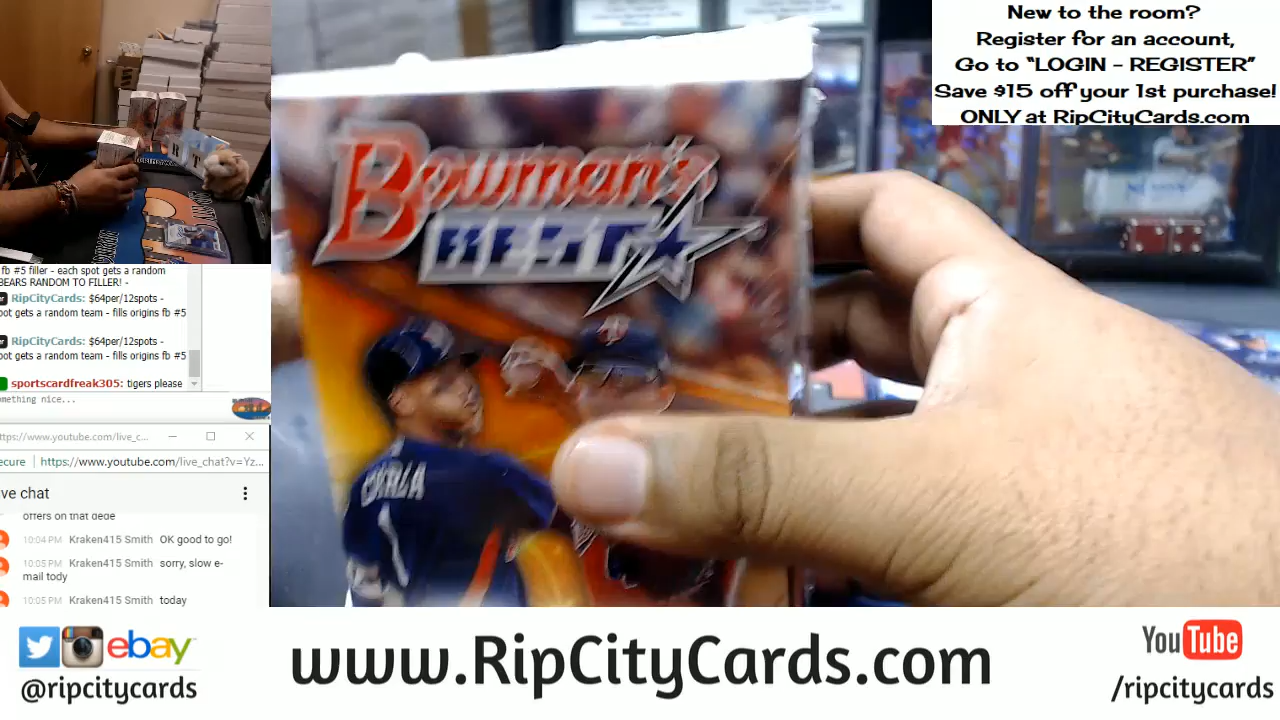 New to the room?
Register for an account,
Go to “LOGIN - REGISTER”
Save $15 off your 1st purchase!
ONLY at RipCityCards.com
Bowman's
BEST
1
fb #5 filler - each spot gets a random
BEARS RANDOM TO FILLER! -
RipCityCards: $64per/12spots -
pot gets a random team - fills origins fb #5
RipCityCards: $64per/12spots -
pot gets a random team - fills origins fb #5
sportscardfreak305: tigers please
omething nice...
https://www.youtube.com/live_c...
ecure https://www.youtube.com/live_chat?v=Yz...
ve chat
offers on that dede
10:04 PM Kraken415 Smith OK good to go!
10:05 PM Kraken415 Smith sorry, slow e-
mail tody
10:05 PM Kraken415 Smith today
ebay
@ripcitycards
www.RipCityCards.com
YouTube
/ripcitycards